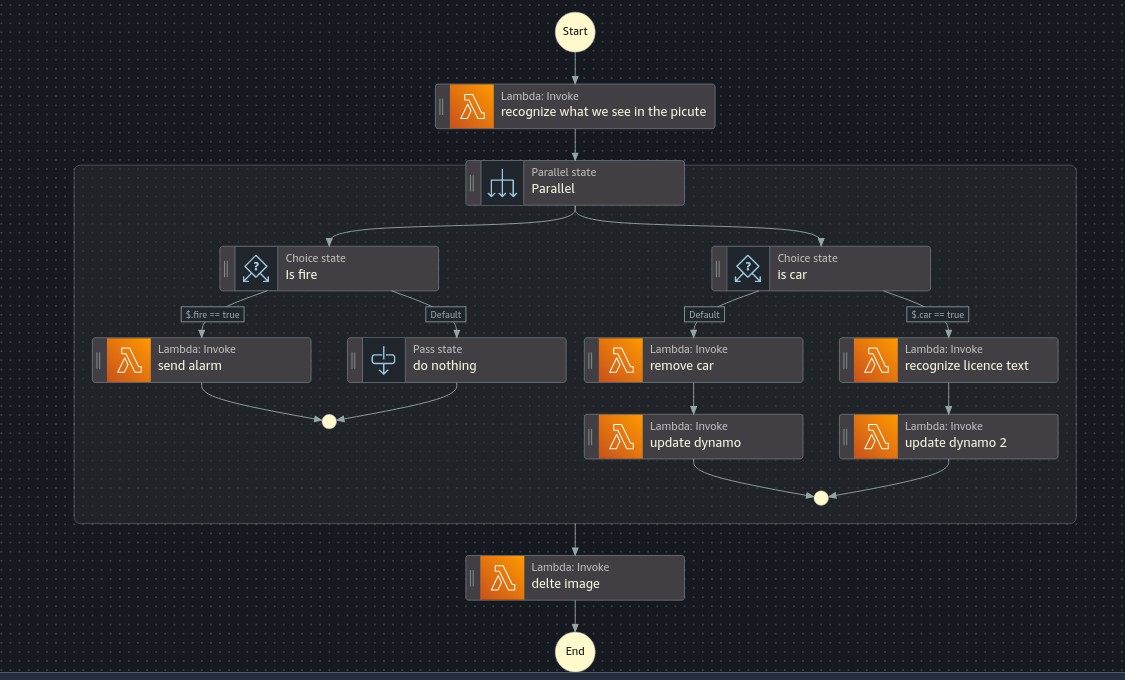 Start
Lambda: Invoke
recognize what we see in the picute
Parallel state
Parallel
Choice state
Is fire
Choice state
is car
$.fire == true
Default
Default
$.car == true
Lambda: Invoke
send alarm
Pass state
do nothing
Lambda: Invoke
remove car
Lambda: Invoke
recognize licence text
Lambda: Invoke
update dynamo
Lambda: Invoke
update dynamo 2
Lambda: Invoke
delte image
End